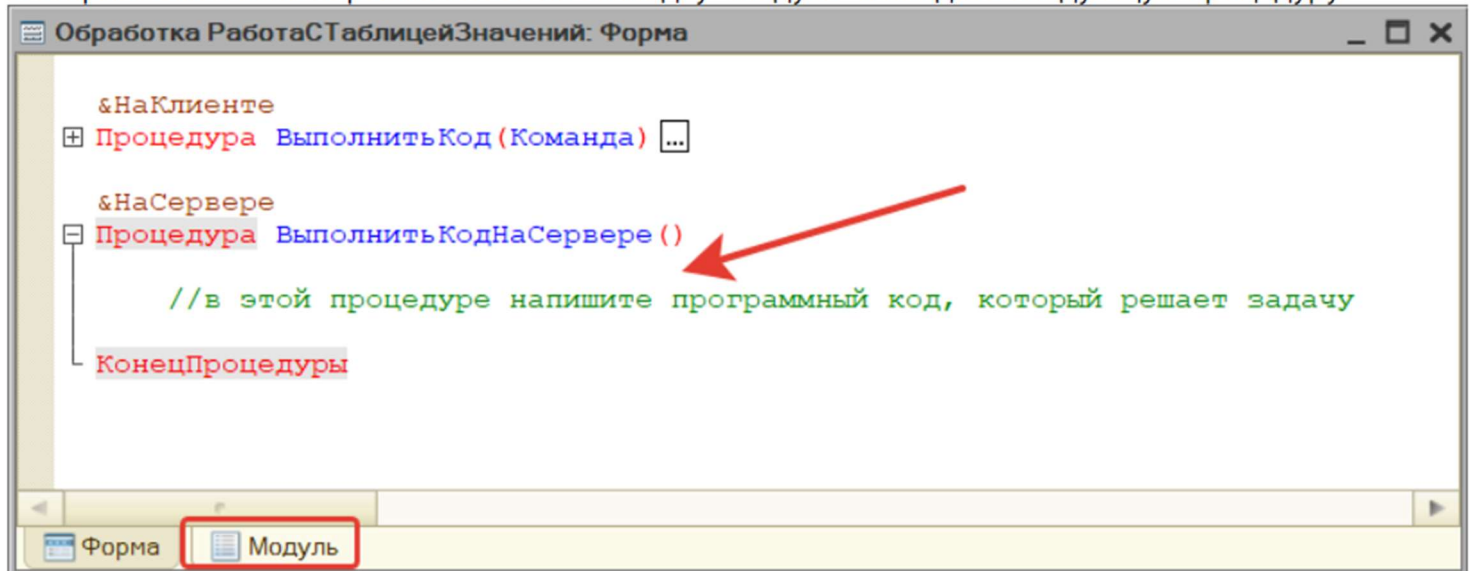 Обработка РаботаСТаблицейЗначений: Форма
&НаКлиенте
Процедура ВыполнитьКод(Команда) ...
&НаСервере
Процедура ВыполнитьКодНаСервере()
//в этой процедуре напишите программный код, который решает задачу
КонецПроцедуры
Форма Модуль